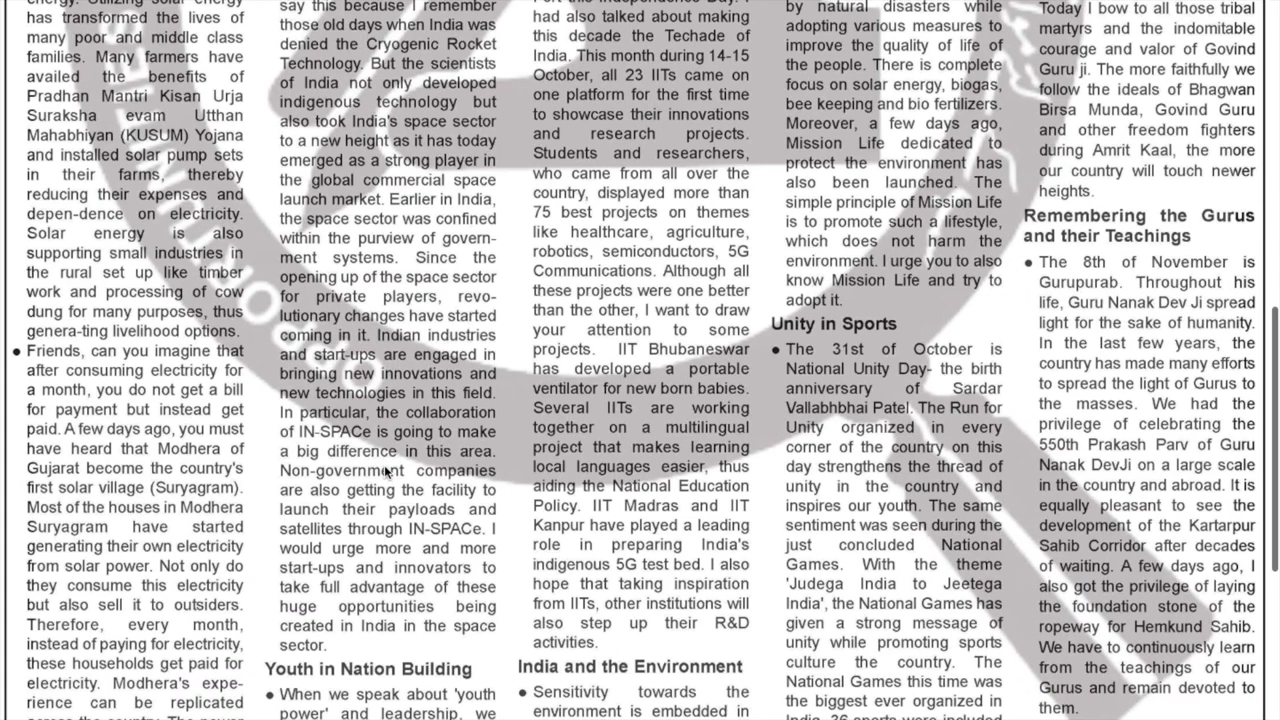 energy. Utilizing solar energy
has transformed the lives of
many poor and middle class
families. Many farmers have
availed the benefits of
Pradhan Mantri Kisan Urja
Suraksha evam Utthan
Mahabhiyan (KUSUM) Yojana
and installed solar pump sets
in their farms, thereby
reducing their expenses and
depen-dence on electricity.
Solar energy is also
supporting small industries in
the rural set up like timber
work and processing of cow
dung for many purposes, thus
genera-ting livelihood options.
● Friends, can you imagine that
after consuming electricity for
a month, you do not get a bill
for payment but instead get
paid. A few days ago, you must
have heard that Modhera of
Gujarat become the country's
first solar village (Suryagram).
Most of the houses in Modhera
Suryagram have started
generating their own electricity
from solar power. Not only do
they consume this electricity
but also sell it to outsiders.
Therefore, every month,
instead of paying for electricity,
these households get paid for
electricity. Modhera's expe-
rience can be replicated
across the country. The power
say this because I remember
those old days when India was
denied the Cryogenic Rocket
Technology. But the scientists
of India not only developed
indigenous technology but
also took India's space sector
to a new height as it has today
emerged as a strong player in
the global commercial space
launch market. Earlier in India,
the space sector was confined
within the purview of govern-
ment systems. Since the
opening up of the space sector
for private players, revo-
lutionary changes have started
coming in it. Indian industries
and start-ups are engaged in
bringing new innovations and
new technologies in this field.
In particular, the collaboration
of IN-SPACe is going to make
a big difference in this area.
Non-government companies
are also getting the facility to
launch their payloads and
satellites through IN-SPACe. I
would urge more and more
start-ups and innovators to
take full advantage of these
huge opportunities being
created in India in the space
sector.
Youth in Nation Building
● When we speak about 'youth
power' and leadership, we
Fort this Independence Day. I
had also talked about making
this decade the Techade of
India. This month during 14-15
October, all 23 IITs came on
one platform for the first time
to showcase their innovations
and research projects.
Students and researchers,
who came from all over the
country, displayed more than
75 best projects on themes
like healthcare, agriculture,
robotics, semiconductors, 5G
Communications. Although all
these projects were one better
than the other, I want to draw
your attention to some
projects. IIT Bhubaneswar
has developed a portable
ventilator for new born babies.
Several IITs are working
together on a multilingual
project that makes learning
local languages easier, thus
aiding the National Education
Policy. IIT Madras and IIT
Kanpur have played a leading
role in preparing India's
indigenous 5G test bed. I also
hope that taking inspiration
from IITs, other institutions will
also step up their R&D
activities.
India and the Environment
● Sensitivity towards the
environment is embedded in
by natural disasters while
adopting various measures to
improve the quality of life of
the people. There is complete
focus on solar energy, biogas,
bee keeping and bio fertilizers.
Moreover, a few days ago,
Mission Life dedicated to
protect the environment has
also been launched. The
simple principle of Mission Life
is to promote such a lifestyle,
which does not harm the
environment. I urge you to also
know Mission Life and try to
adopt it.
Unity in Sports
● The 31st of October is
National Unity Day- the birth
anniversary of Sardar
Vallabhbhai Patel. The Run for
Unity organized in every
corner of the country on this
day strengthens the thread of
unity in the country and
inspires our youth. The same
sentiment was seen during the
just concluded National
Games. With the theme
'Judega India to Jeetega
India', the National Games has
given a strong message of
unity while promoting sports
culture the country. The
National Games this time was
the biggest ever organized in
India. 36 sports were included
Today I bow to all those tribal
martyrs and the indomitable
courage and valor of Govind
Guru ji. The more faithfully we
follow the ideals of Bhagwan
Birsa Munda, Govind Guru
and other freedom fighters
during Amrit Kaal, the more
our country will touch newer
heights.
Remembering the Gurus
and their Teachings
● The 8th of November is
Gurupurab. Throughout his
life, Guru Nanak Dev Ji spread
light for the sake of humanity.
In the last few years, the
country has made many efforts
to spread the light of Gurus to
the masses. We had the
privilege of celebrating the
550th Prakash Parv of Guru
Nanak DevJi on a large scale
in the country and abroad. It is
equally pleasant to see the
development of the Kartarpur
Sahib Corridor after decades
of waiting. A few days ago, I
also got the privilege of laying
the foundation stone of the
ropeway for Hemkund Sahib.
We have to continuously learn
from the teachings of our
Gurus and remain devoted to
them.